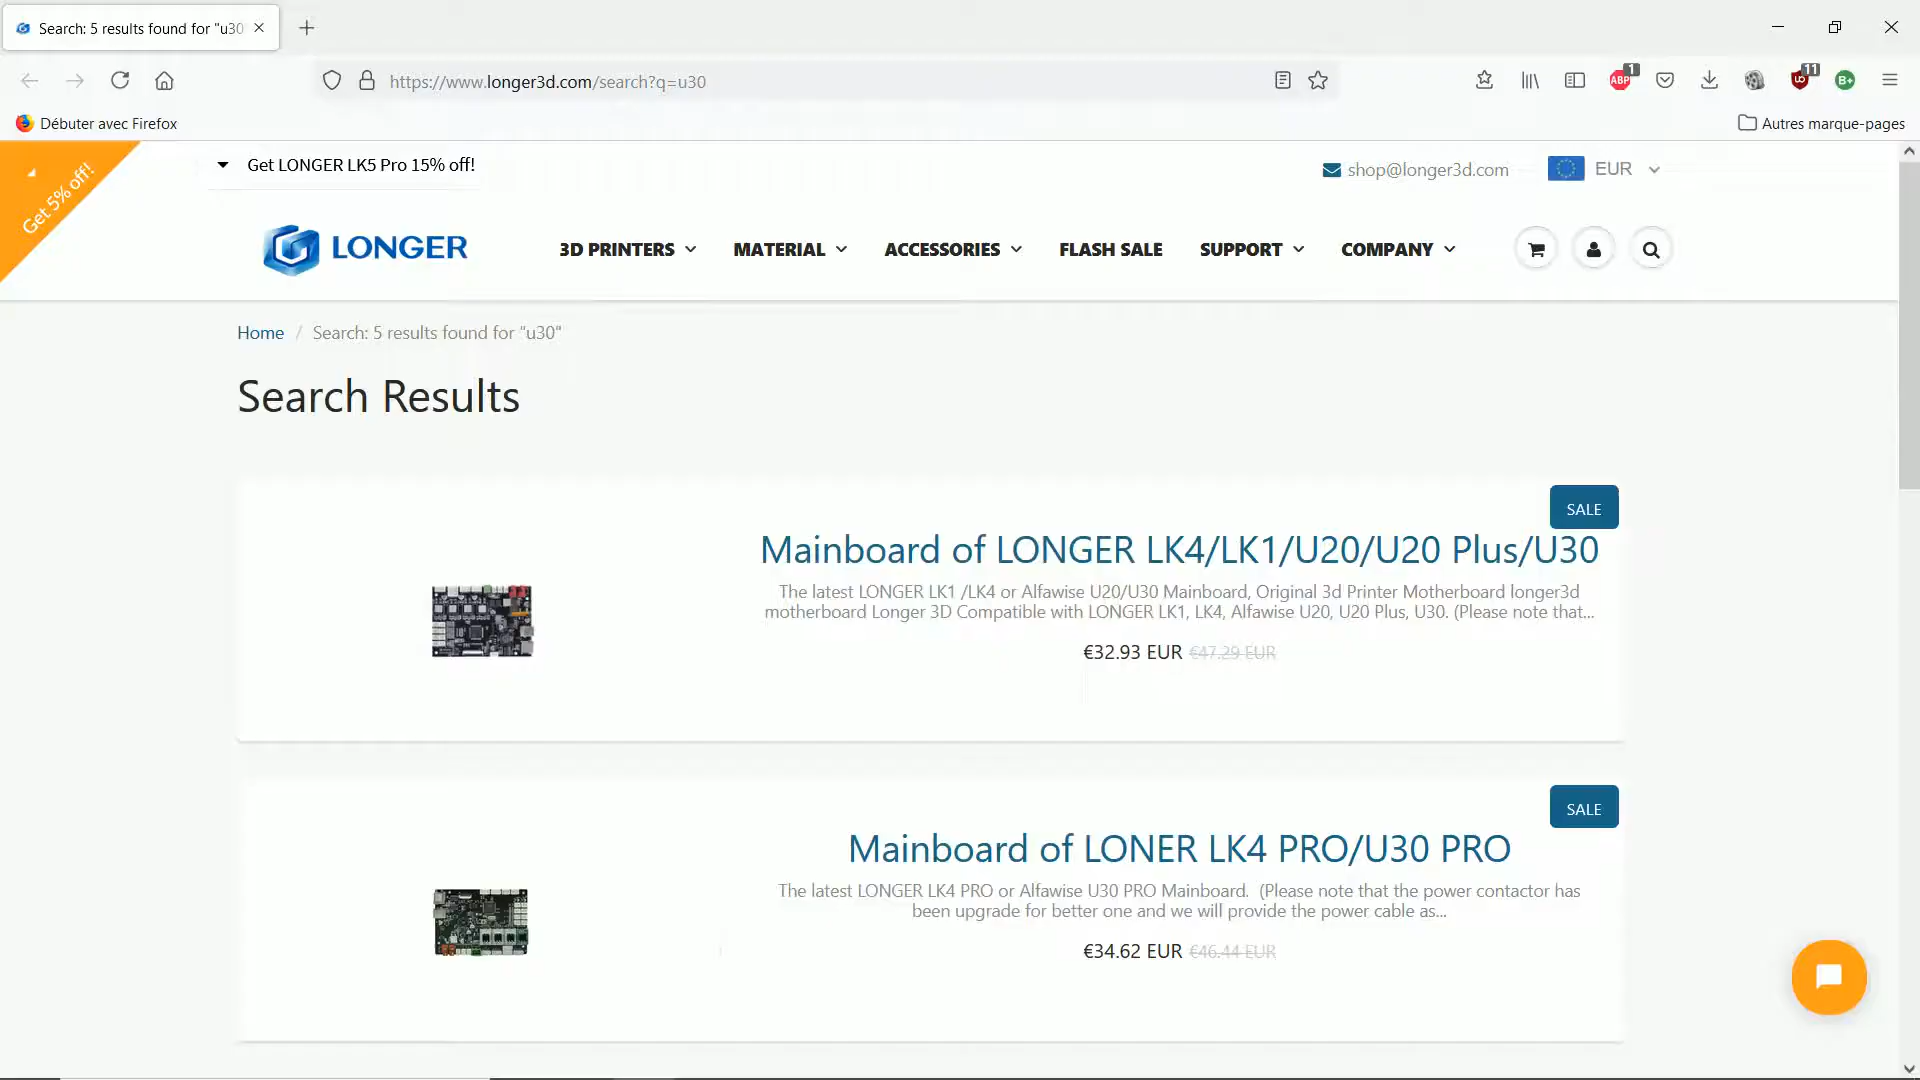 Search: 5 results found for "u30
https://www.longer3d.com/search?q=u30
ABP
1
11
B+
Débuter avec Firefox
Autres marque-pages
Get 5% off!
Get LONGER LK5 Pro 15% off!
shop@longer3d.com
EUR
LONGER
3D PRINTERS
MATERIAL
ACCESSORIES
FLASH SALE
SUPPORT
COMPANY
Home / Search: 5 results found for "u30"
Search Results
SALE
Mainboard of LONGER LK4/LK1/U20/U20 Plus/U30
The latest LONGER LK1 /LK4 or Alfawise U20/U30 Mainboard, Original 3d Printer Motherboard longer3d
motherboard Longer 3D Compatible with LONGER LK1, LK4, Alfawise U20, U20 Plus, U30. (Please note that...
€32.93 EUR €47.29 EUR
SALE
Mainboard of LONER LK4 PRO/U30 PRO
The latest LONGER LK4 PRO or Alfawise U30 PRO Mainboard.  (Please note that the power contactor has
been upgrade for better one and we will provide the power cable as...
€34.62 EUR €46.44 EUR